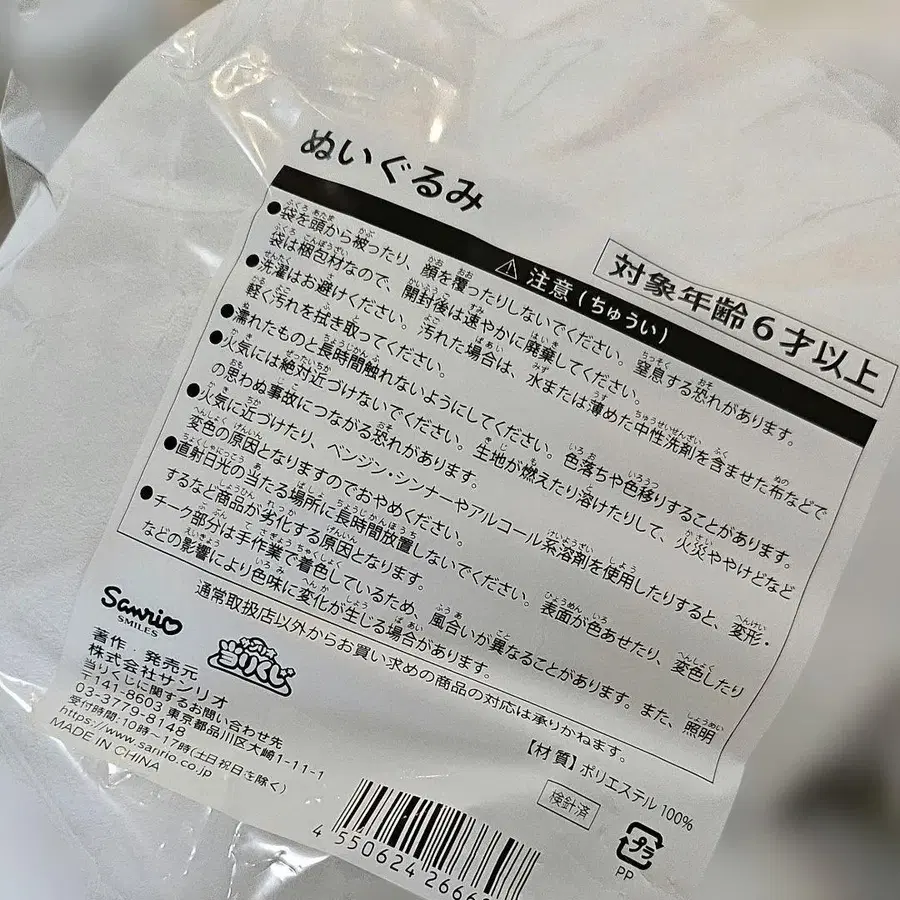 ぬいぐるみ
対象年齢6才以上
⚠ 注意(ちゅうい)
●袋を頭から被ったり、顔を覆ったりしないでください。窒息する恐れがあります。
袋は梱包材なので、開封後は速やかに廃棄してください。
●洗濯はお避けください。汚れた場合は、水または薄めた中性洗剤を含ませた布などで
軽く汚れを拭き取ってください。
●濡れたものと長時間触れないようにしてください。色落ちや色移りすることがあります。
●火気には絶対近づけないでください。生地が燃えたり溶けたりして、火災ややけどなど
の思わぬ事故につながる恐れがあります。
●火気に近づけたり、ベンジン・シンナーやアルコール系溶剤を使用したりすると、変形・
変色の原因となりますのでおやめください。
●直射日光の当たる場所に長時間放置しないでください。表面が色あせたり、変色したり
するなど商品が劣化する原因となります。
●チーク部分は手作業で着色しているため、風合いが異なることがあります。また、照明
などの影響により色味に変化が生じる場合があります。
通常取扱店以外からお買い求めの商品の対応は承りかねます。
Sanrio
SMILES
サンリオ
当りくじ
著作・発売元
株式会社サンリオ
当りくじに関するお問い合わせ先
〒141-8603 東京都品川区大崎1-11-1
03-3779-8148
受付時間:10時〜17時(土日祝日を除く)
https://www.sanrio.co.jp
MADE IN CHINA
【材質】ポリエステル 100%
検針済
プラ
PP
4 550624